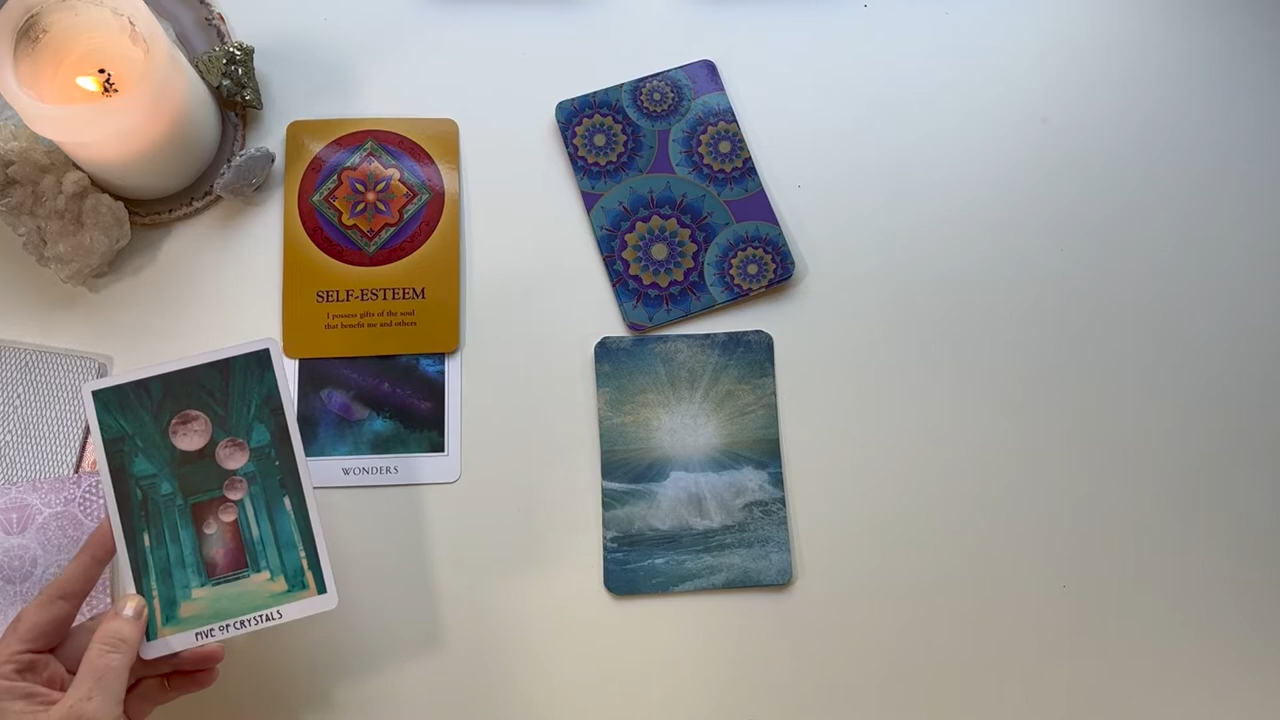 SELF-ESTEEM
I possess gifts of the soul
that benefit me and others
WONDERS
FIVE OF CRYSTALS